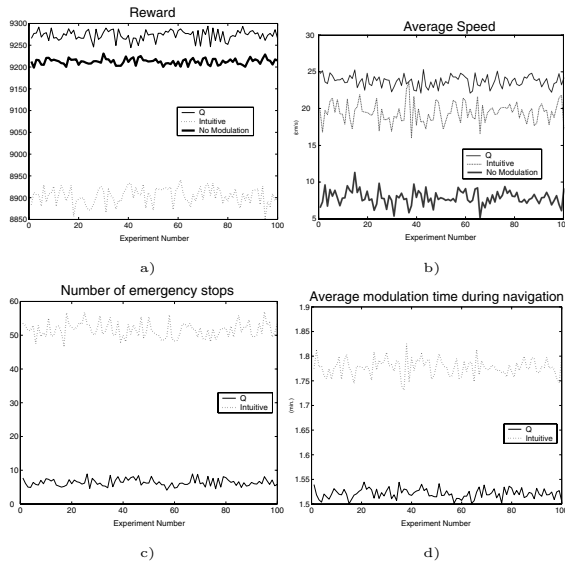 Reward
9300
9250
9200
9150
9100
9050
9000
8950
8900
8850
0 20 40 60 80 100
Q
Intuitive
No Modulation
Experiment Number
a)
Average Speed
30
25
20
15
10
5
(cm/s)
0 20 40 60 80 100
Q
Intuitive
No Modulation
Experiment Number
b)
Number of emergency stops
60
50
40
30
20
10
0
0 20 40 60 80 100
Q
Intuitive
Experiment Number
c)
Average modulation time during navigation
1.9
1.85
1.8
1.75
1.7
1.65
1.6
1.55
1.5
(min.)
0 20 40 60 80 100
Q
Intuitive
Experiment Number
d)